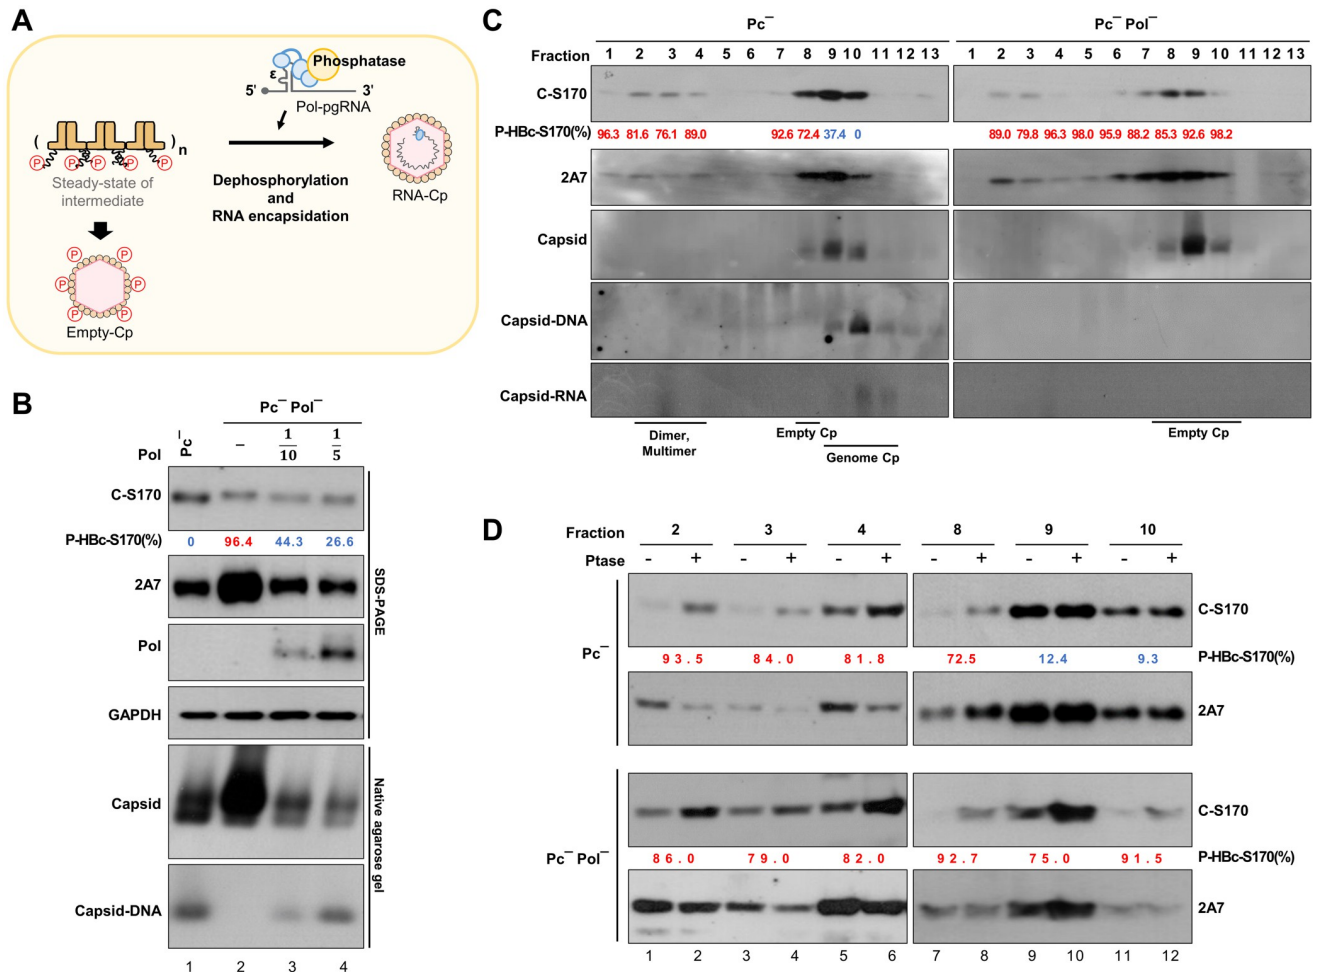 A
Phosphatase
ε
5'
3'
Pol-pgRNA
( ) n
P P P P P
Steady-state of
intermediate
Dephosphorylation
and
RNA encapsidation
RNA-Cp
P P
P P
P P
Empty-Cp
B
Pc⁻ Pol⁻
Pol Pc⁻ – 1/10 1/5
C-S170
P-HBc-S170(%) 0 96.4 44.3 26.6
2A7
Pol
GAPDH
SDS-PAGE
Capsid
Capsid-DNA
Native agarose gel
1 2 3 4
C
Pc⁻ Pc⁻ Pol⁻
Fraction 1 2 3 4 5 6 7 8 9 10 11 12 13 1 2 3 4 5 6 7 8 9 10 11 12 13
C-S170
P-HBc-S170(%) 96.3 81.6 76.1 89.0 92.6 72.4 37.4 0 89.0 79.8 96.3 98.0 95.9 88.2 85.3 92.6 98.2
2A7
Capsid
Capsid-DNA
Capsid-RNA
Dimer,
Multimer
Empty Cp
Genome Cp
Empty Cp
D
Fraction 2 3 4 8 9 10
Ptase - + - + - + - + - + - +
Pc⁻
C-S170
93.5 84.0 81.8 72.5 12.4 9.3 P-HBc-S170(%)
2A7
Pc⁻ Pol⁻
C-S170
86.0 79.0 82.0 92.7 75.0 91.5 P-HBc-S170(%)
2A7
1 2 3 4 5 6 7 8 9 10 11 12